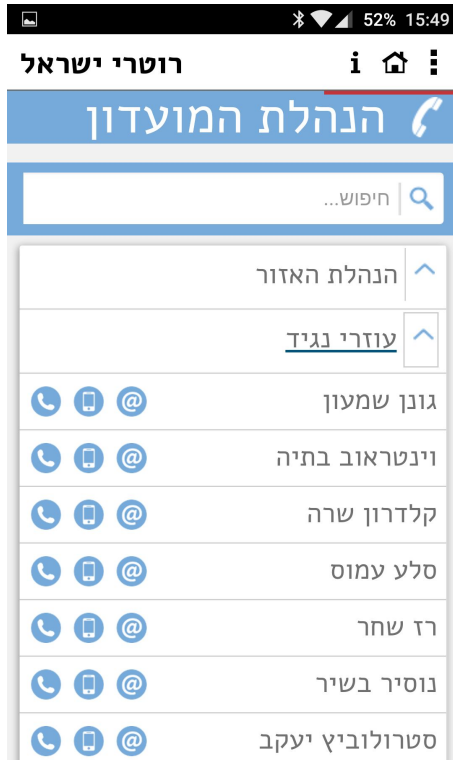 52% 15:49
רוטרי ישראל i
הנהלת המועדון
חיפוש...
הנהלת האזור
עוזרי נגיד
גונן שמעון @
וינטראוב בתיה @
קלדרון שרה @
סלע עמוס @
רז שחר @
נוסיר בשיר @
סטרולוביץ יעקב @